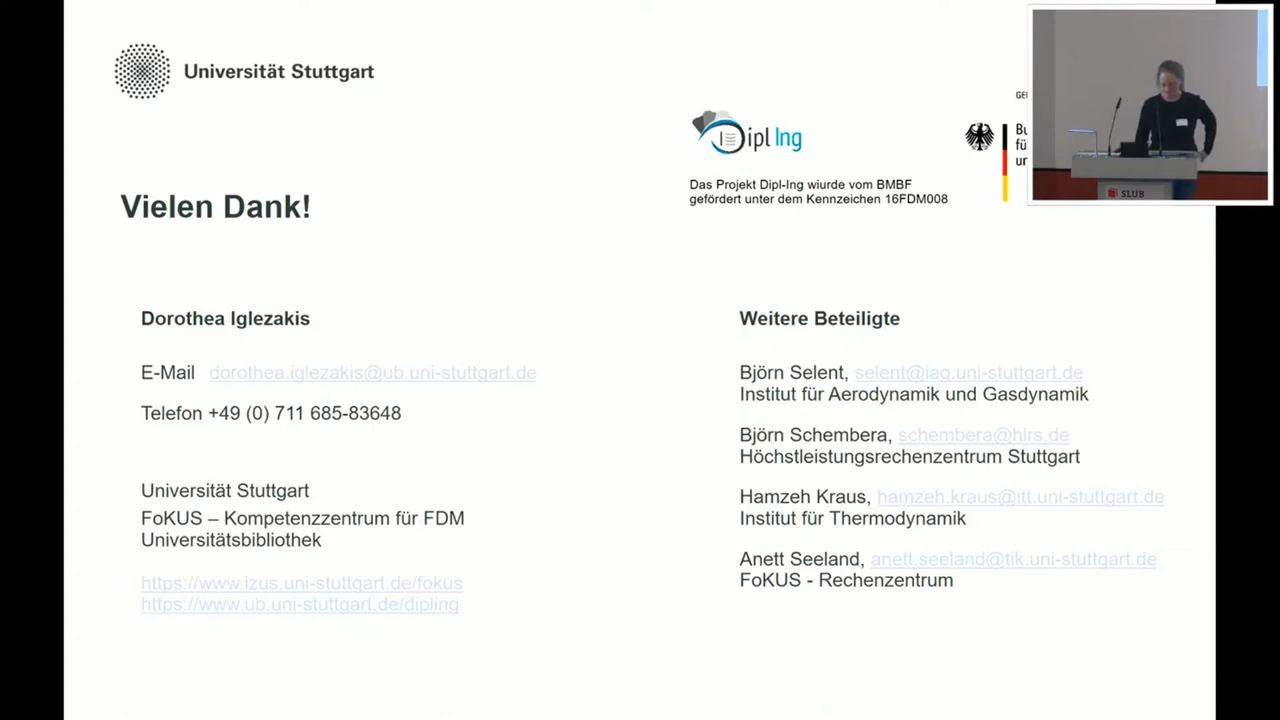 Universität Stuttgart
Dipl Ing
Das Projekt Dipl-Ing wiurde vom BMBF
gefördert unter dem Kennzeichen 16FDM008
SLUB
Vielen Dank!
Dorothea Iglezakis
E-Mail dorothea.iglezakis@ub.uni-stuttgart.de
Telefon +49 (0) 711 685-83648
Universität Stuttgart
FoKUS – Kompetenzzentrum für FDM
Universitätsbibliothek
https://www.izus.uni-stuttgart.de/fokus
https://www.ub.uni-stuttgart.de/dipling
Weitere Beteiligte
Björn Selent, selent@iag.uni-stuttgart.de
Institut für Aerodynamik und Gasdynamik
Björn Schembera, schembera@hlrs.de
Höchstleistungsrechenzentrum Stuttgart
Hamzeh Kraus, hamzeh.kraus@itt.uni-stuttgart.de
Institut für Thermodynamik
Anett Seeland, anett.seeland@tik.uni-stuttgart.de
FoKUS - Rechenzentrum